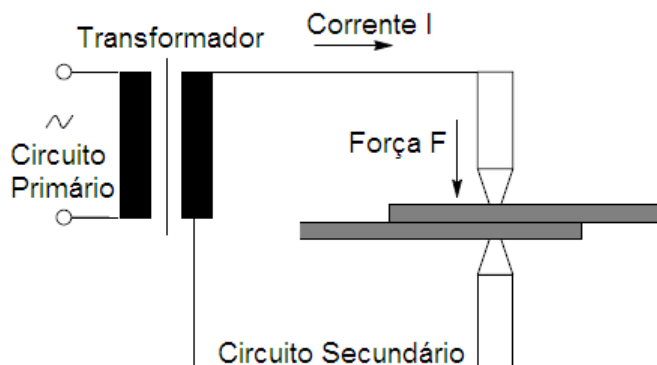 Transformador
Corrente I
Circuito
Primário
Força F
Circuito Secundário